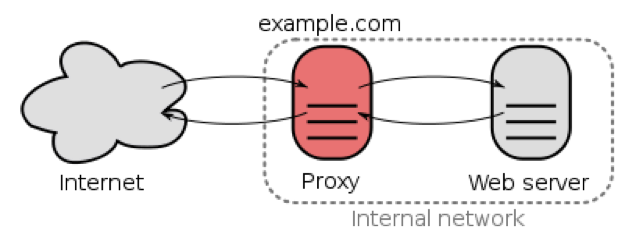 example.com
Internet
Proxy
Web server
Internal network